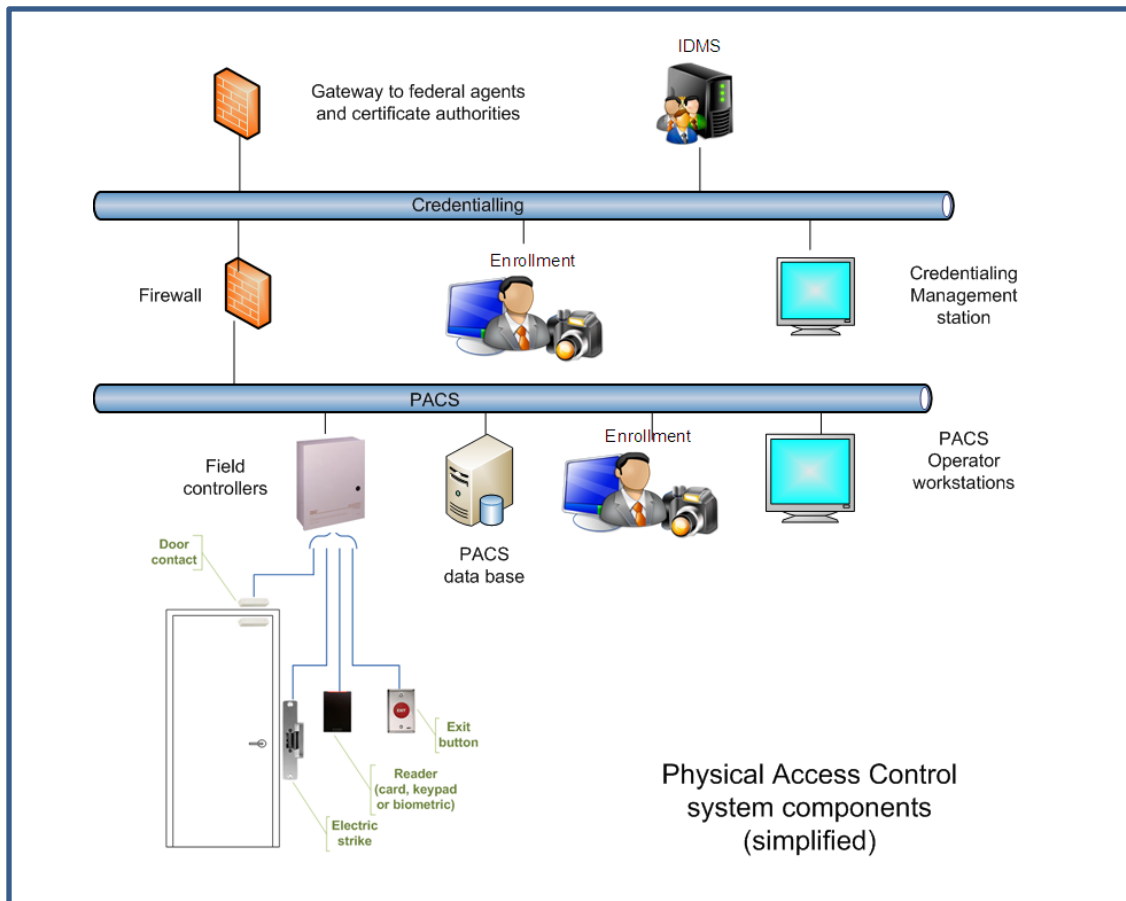 IDMS
Gateway to federal agents
and certificate authorities
Credentialling
Enrollment
Firewall
Credentialing
Management
station
PACS
Enrollment
PACS
Operator
workstations
Field
controllers
PACS
data base
Door
contact
EXIT
Exit
button
Reader
(card, keypad
or biometric)
Electric
strike
Physical Access Control
system components
(simplified)